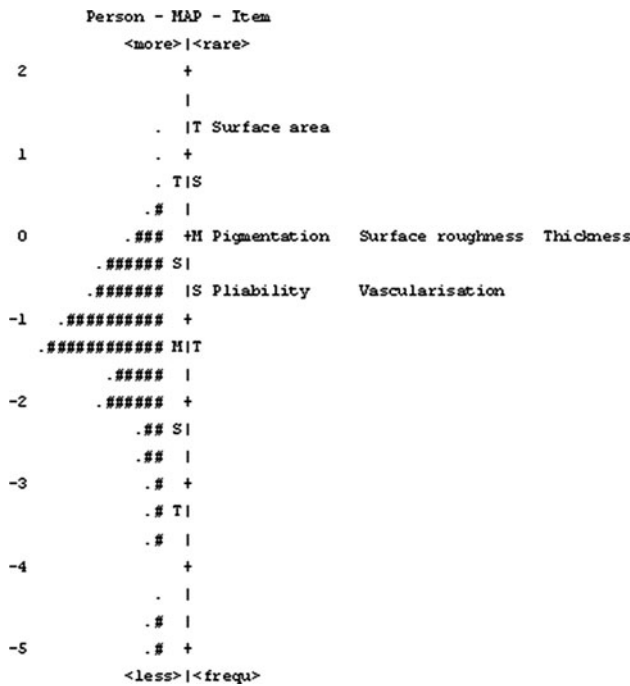 Person - MAP - Item
<more>|<rare>
2 +
|
. |T Surface area
1 . +
. T|S
.# |
0 .### +M Pigmentation Surface roughness Thickness
.###### S|
.####### |S Pliability Vascularisation
-1 .########## +
.############ M|T
.##### |
-2 .###### +
.## S|
.## |
-3 .# +
.# T|
.# |
-4 +
. |
.# |
-5 .# +
<less>|<frequ>